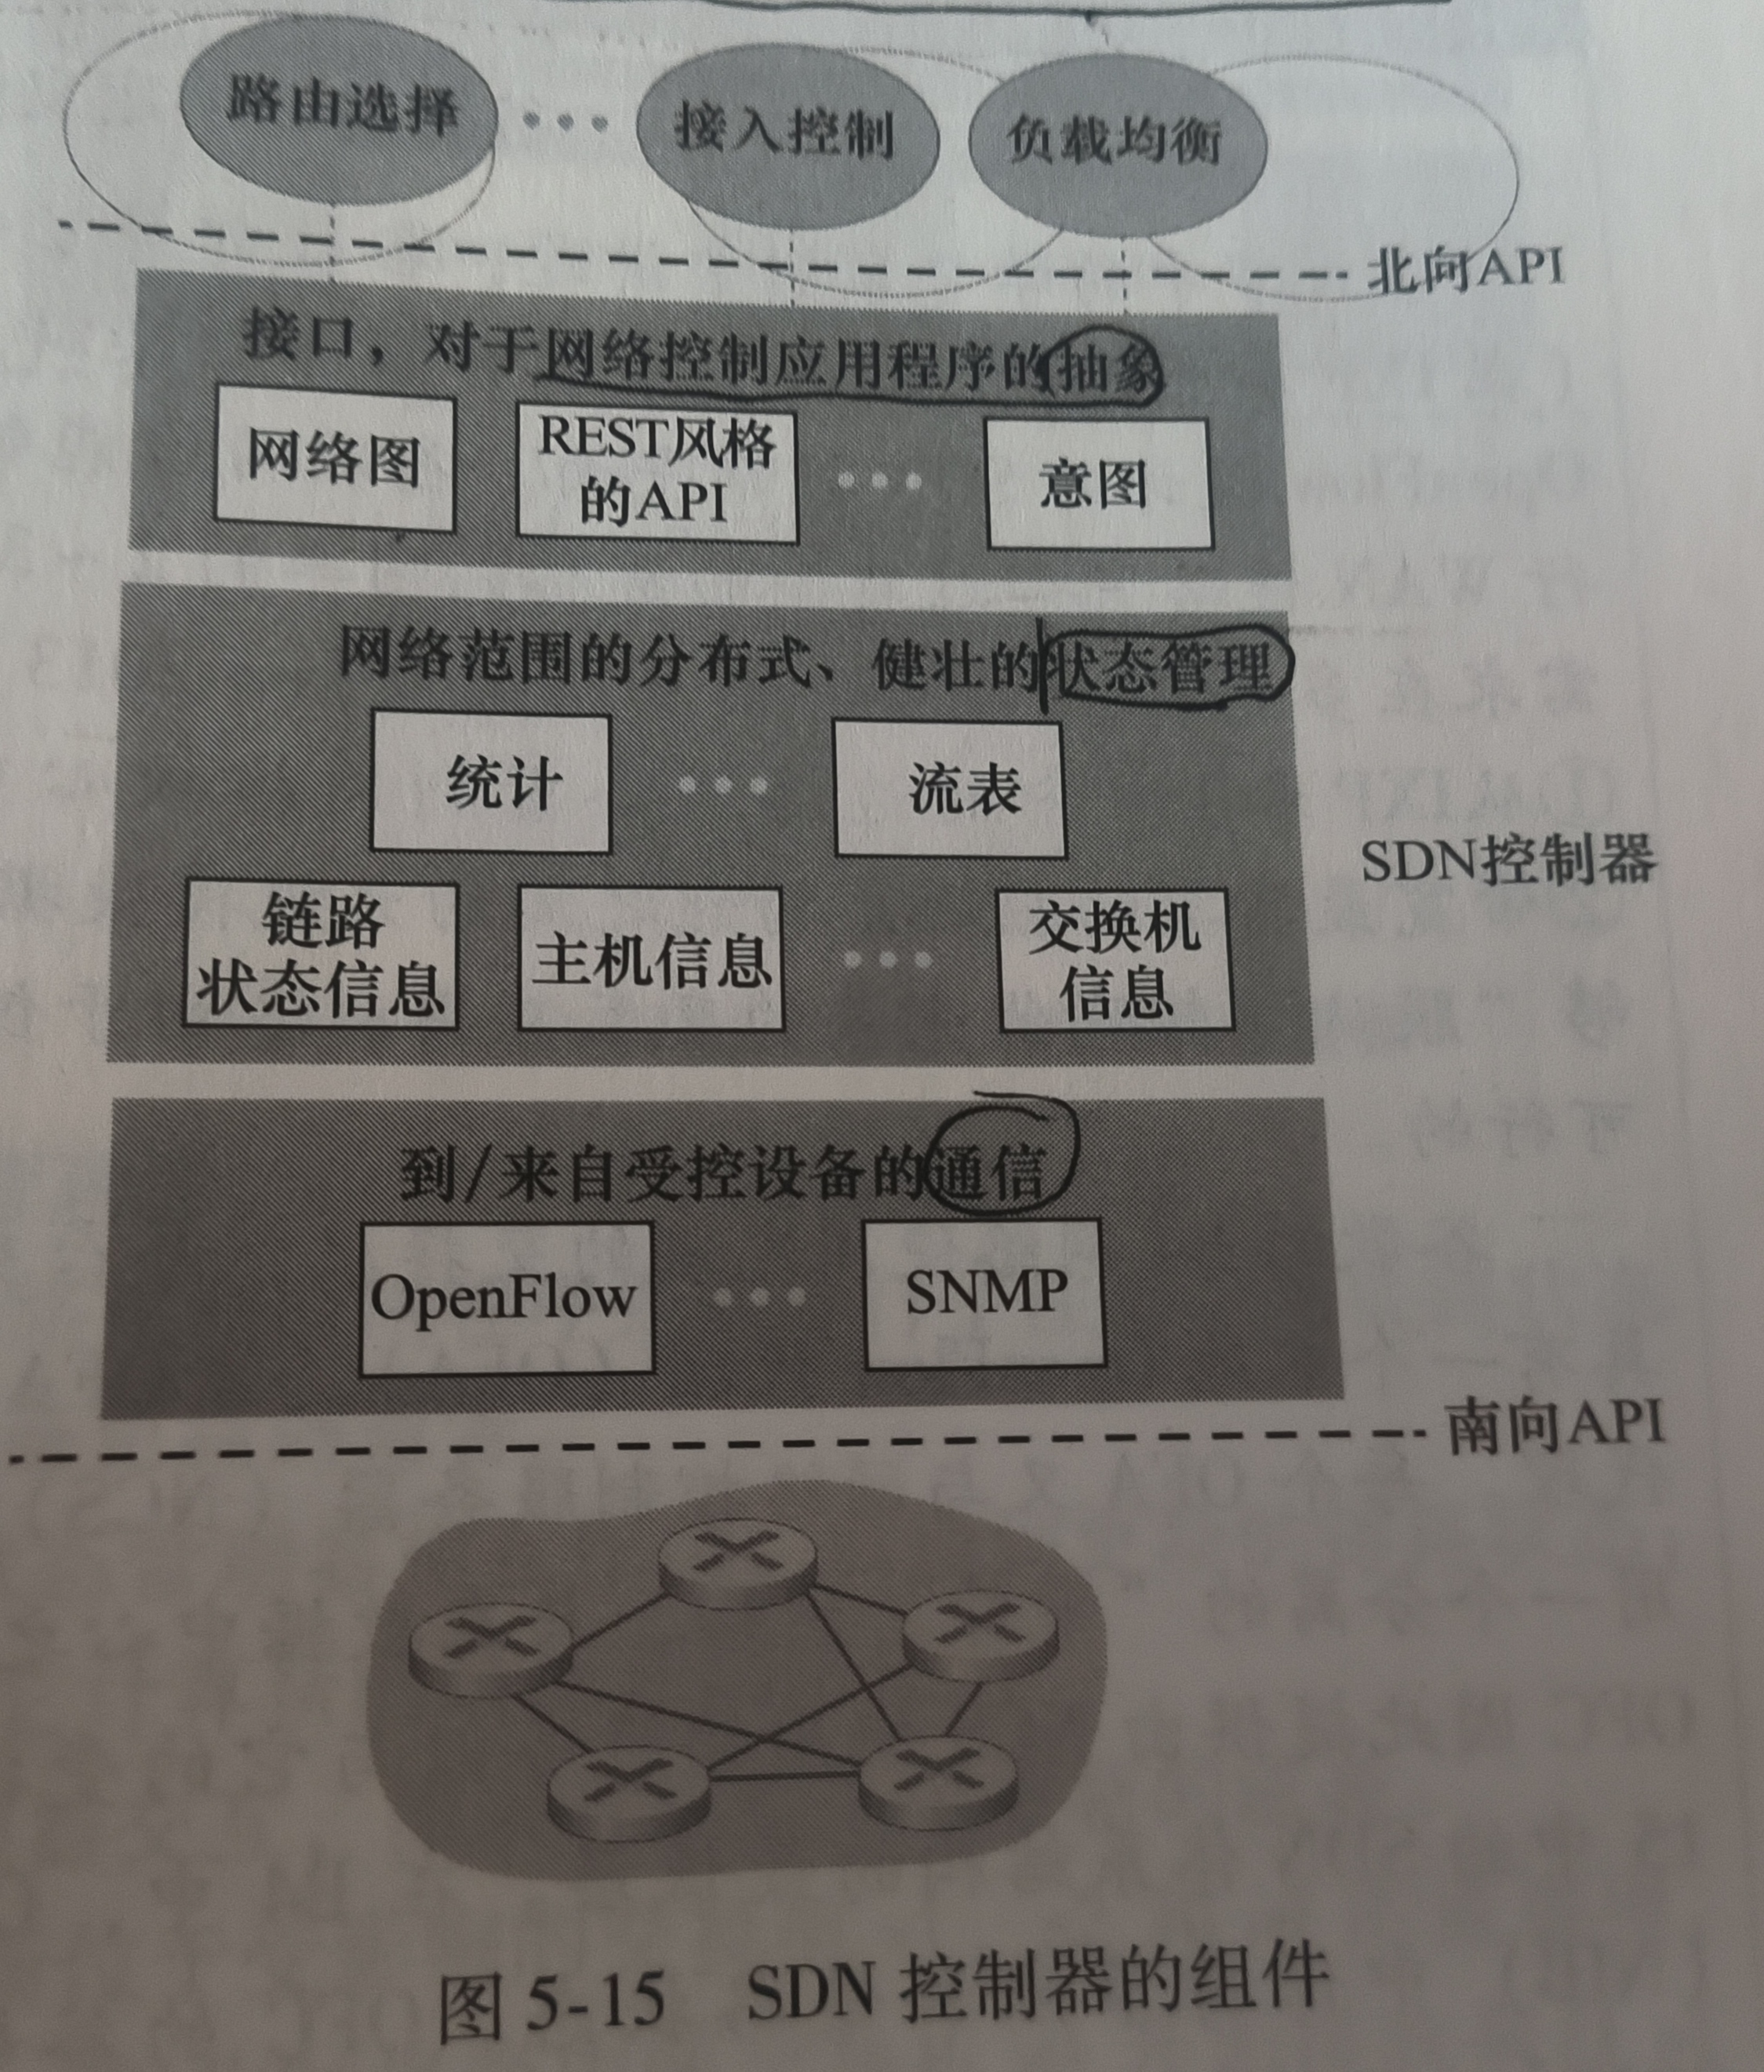 路由选择 接入控制 负载均衡
北向API
接口，对于网络控制应用程序的抽象
网络图 REST风格 意图
的API
网络范围的分布式、健壮的状态管理
统计 流表
SDN控制器
链路 主机信息 交换机
状态信息 信息
到/来自受控设备的通信
OpenFlow SNMP
南向API
图 5-15 SDN 控制器的组件